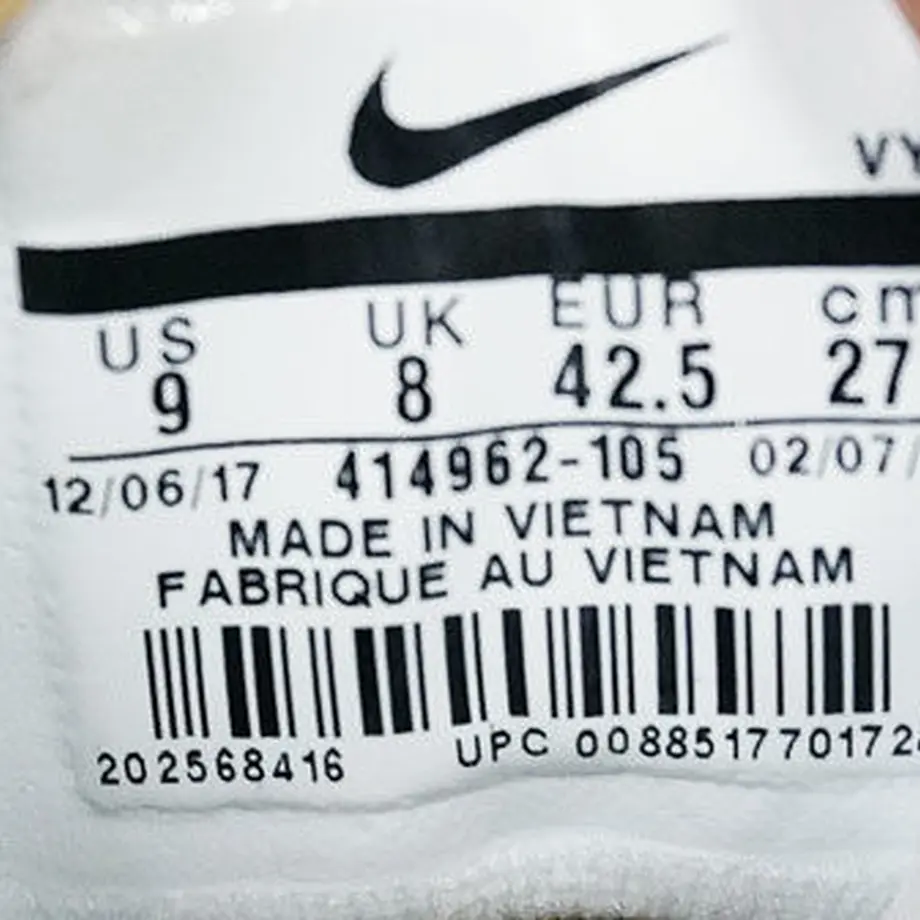 VY
US UK EUR cm
9 8 42.5 27
12/06/17 414962-105 02/07/
MADE IN VIETNAM
FABRIQUE AU VIETNAM
202568416 UPC 008851770172